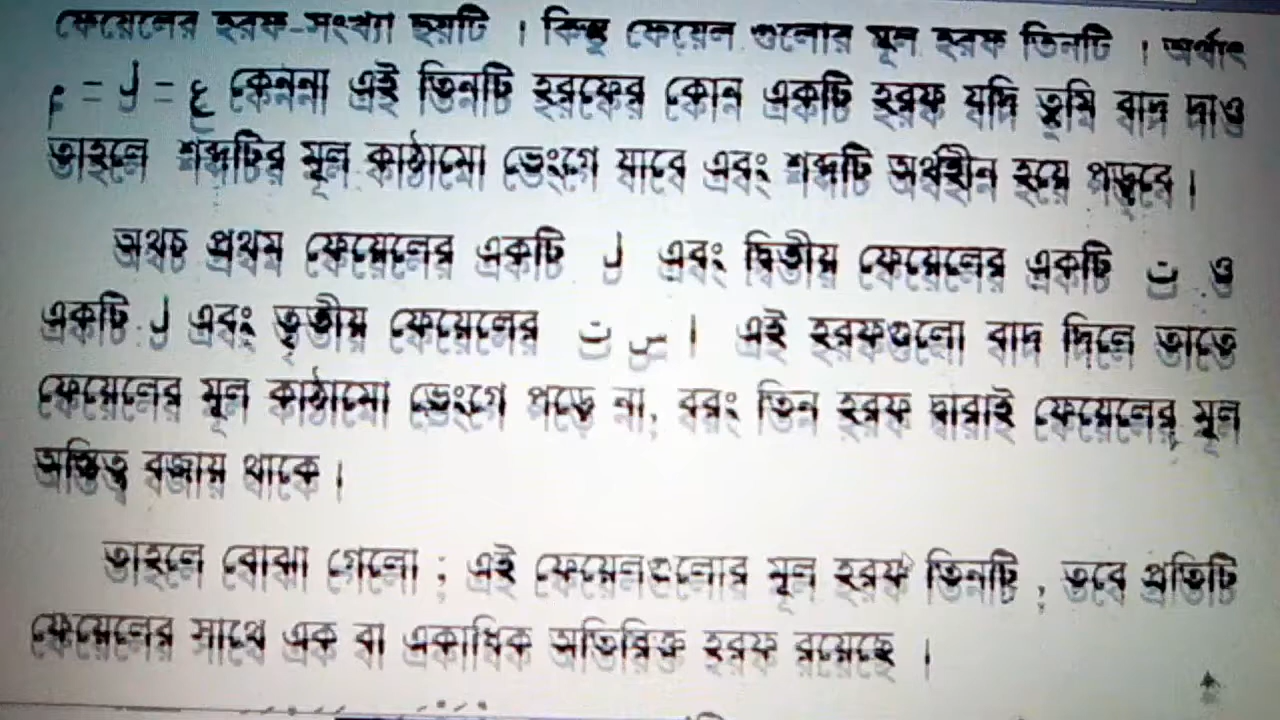 ফেয়েলের হরফ-সংখ্যা ছয়টি । কিন্তু ফেয়েল গুলোর মূল হরফ তিনটি । অর্থাৎ
م = ل = ع কেননা এই তিনটি হরফের কোন একটি হরফ যদি তুমি বাদ দাও
তাহলে শব্দটির মূল কাঠামো ভেংগে যাবে এবং শব্দটি অর্থহীন হয়ে পড়বে ।
অথচ প্রথম ফেয়েলের একটি ل এবং দ্বিতীয় ফেয়েলের একটি ت ও
একটি ل এবং তৃতীয় ফেয়েলের ت س । এই হরফগুলো বাদ দিলে তাতে
ফেয়েলের মূল কাঠামো ভেংগে পড়ে না, বরং তিন হরফ দ্বারাই ফেয়েলের মূল
অস্তিত্ব বজায় থাকে ।
তাহলে বোঝা গেলো ; এই ফেয়েলগুলোর মূল হরফ তিনটি , তবে প্রতিটি
ফেয়েলের সাথে এক বা একাধিক অতিরিক্ত হরফ রয়েছে ।